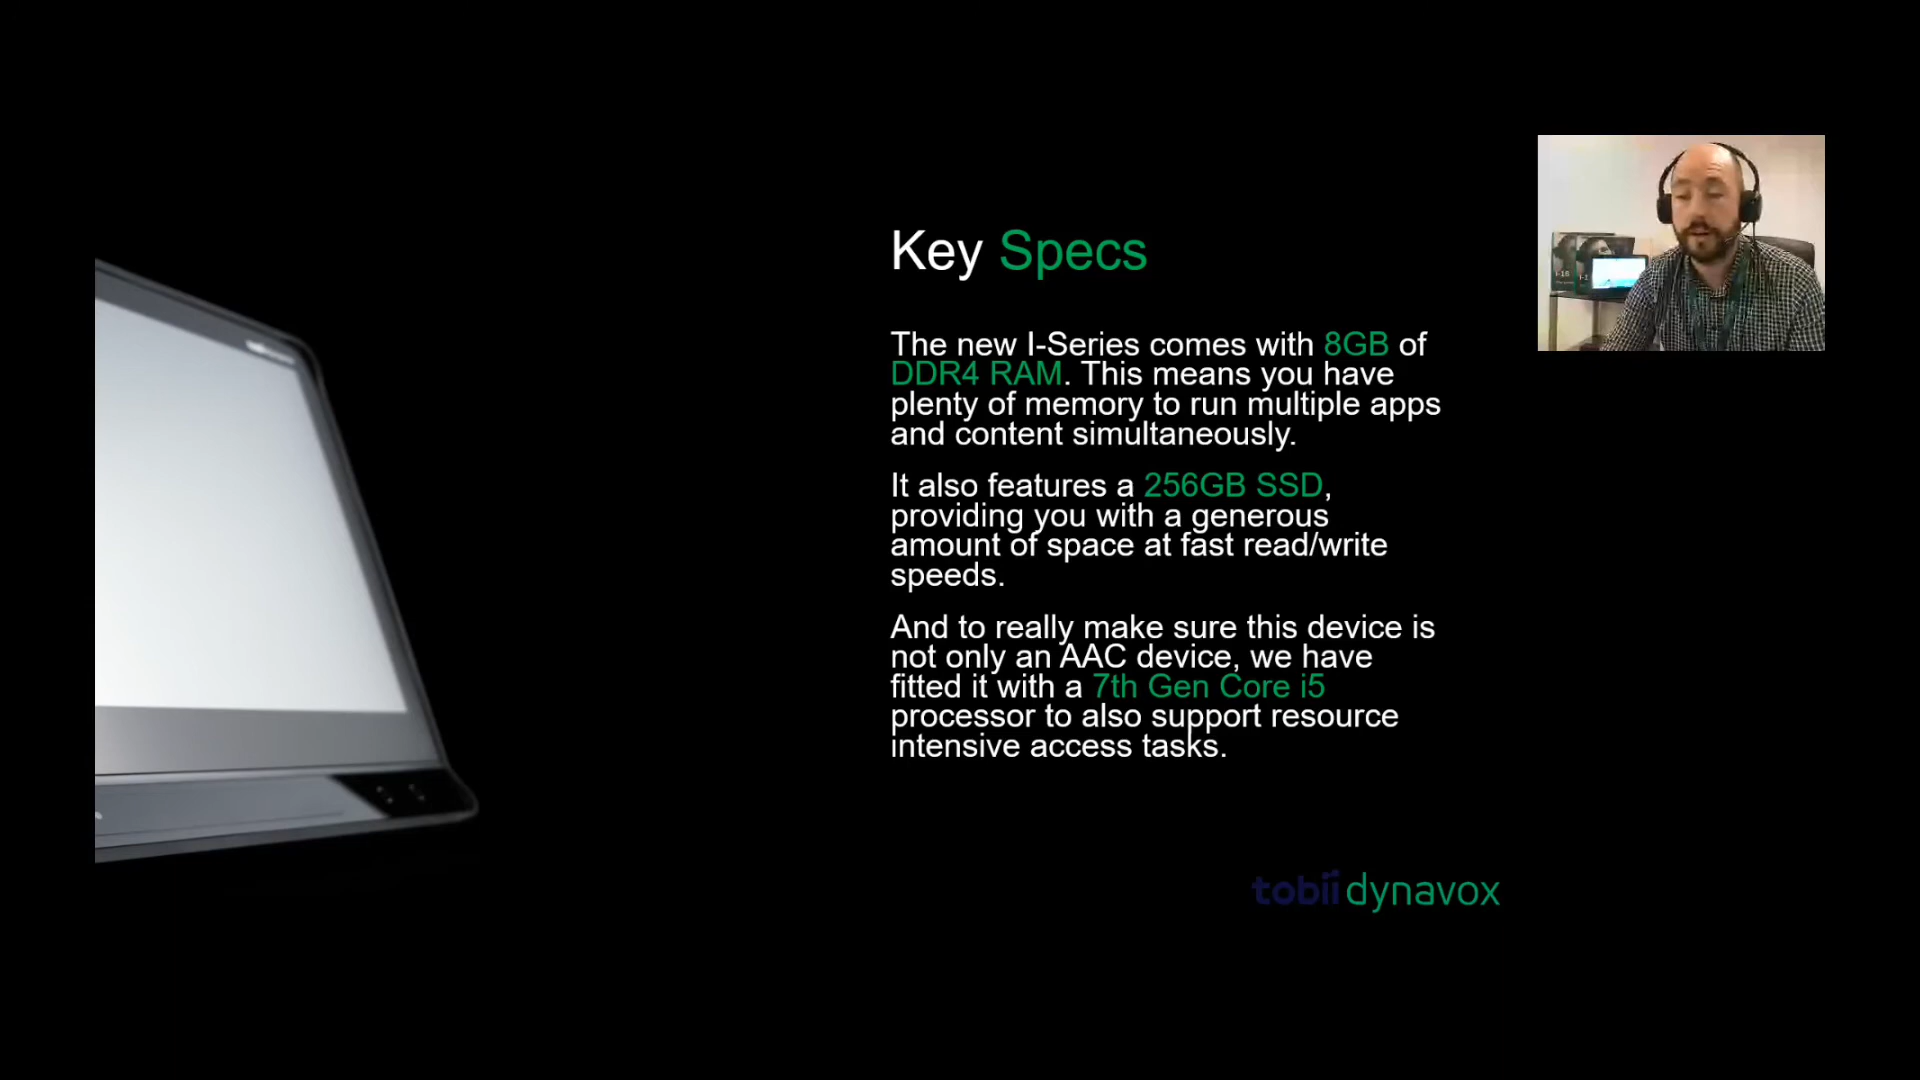 Key Specs
The new I-Series comes with 8GB of
DDR4 RAM. This means you have
plenty of memory to run multiple apps
and content simultaneously.
It also features a 256GB SSD,
providing you with a generous
amount of space at fast read/write
speeds.
And to really make sure this device is
not only an AAC device, we have
fitted it with a 7th Gen Core i5
processor to also support resource
intensive access tasks.
tobii dynavox